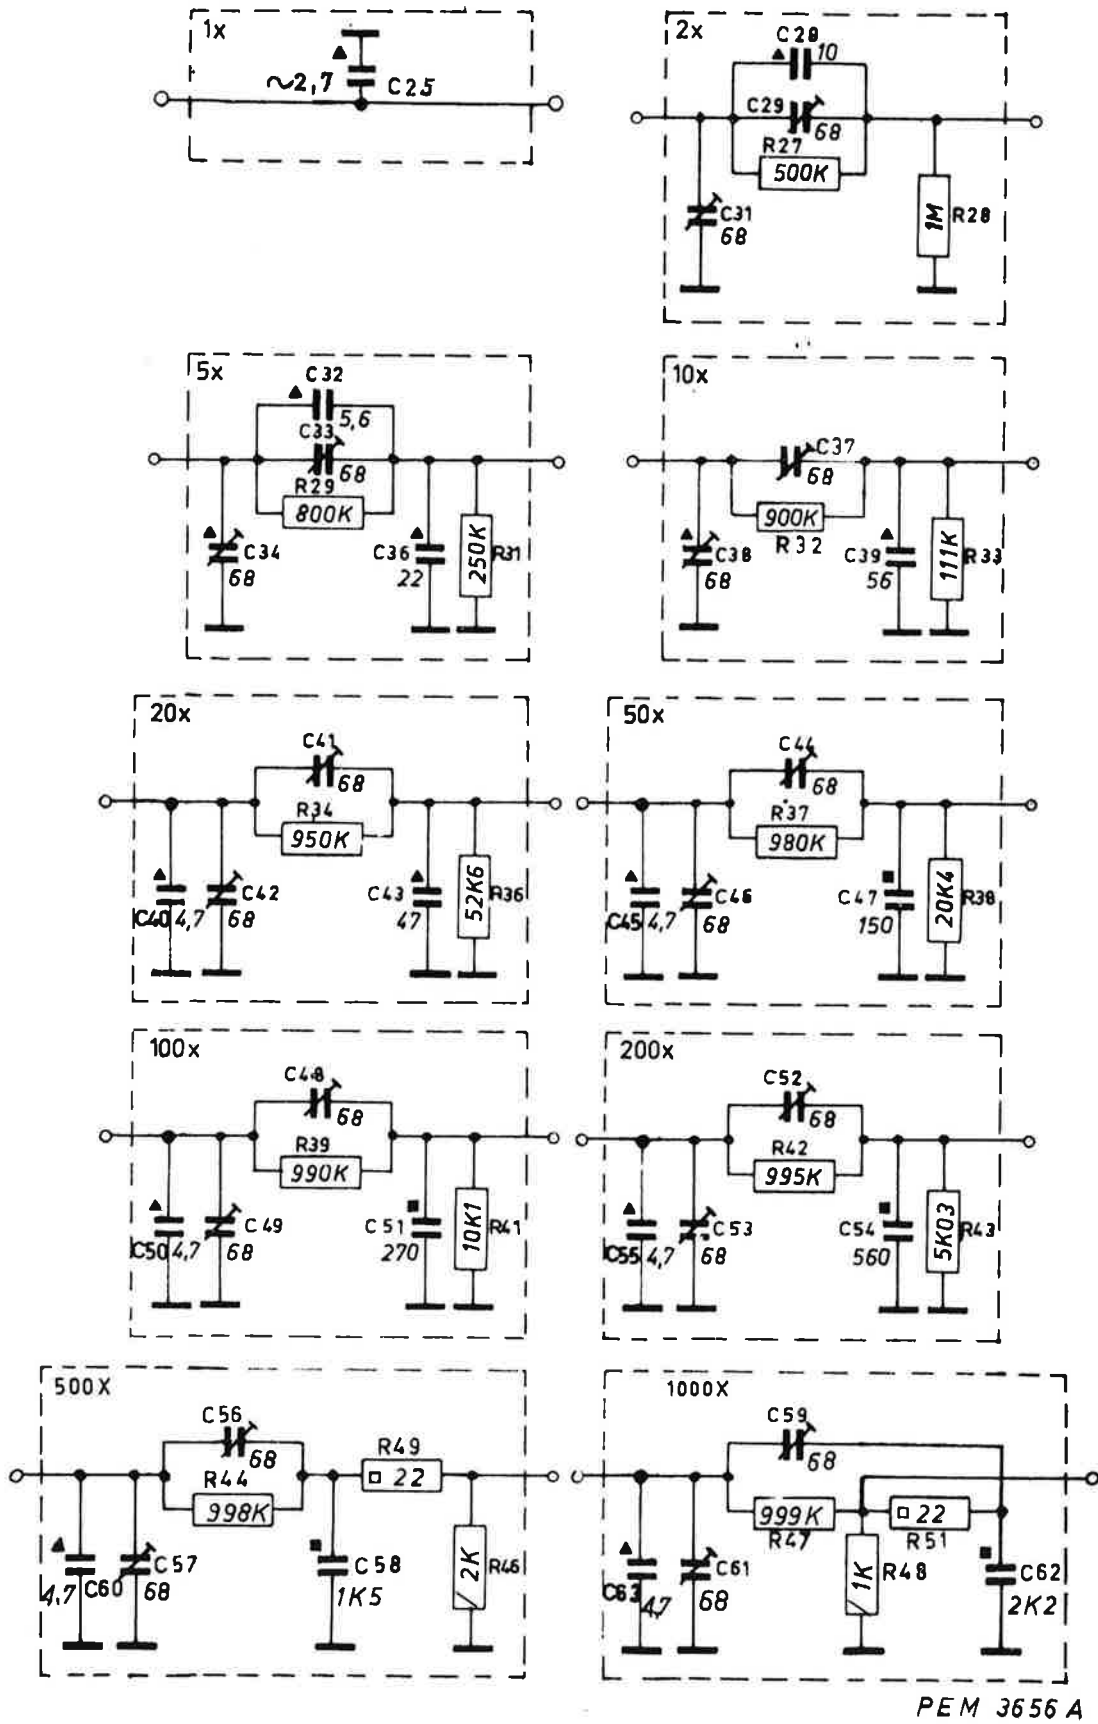 1x
~2,7
C25
2x
C28
10
C29
68
R27
500K
C31
68
1M
R28
5x
C32
5,6
C33
68
R29
800K
C34
68
C36
22
250K
R31
10x
C37
68
900K
R32
C38
68
C39
56
111K
R33
20x
C41
68
R34
950K
C40 4,7
C42
68
C43
47
52K6
R36
50x
C44
68
R37
980K
C45 4,7
C46
68
C47
150
20K4
R38
100x
C48
68
R39
990K
C50 4,7
C49
68
C51
270
10K1
R41
200x
C52
68
R42
995K
C55 4,7
C53
68
C54
560
5K03
R43
500X
C56
68
R44
998K
R49
22
4,7 C60
C57
68
C58
1K5
2K
R46
1000X
C59
68
999K
R47
22
R51
C63 4,7
C61
68
1K
R48
C62
2K2
PEM 3656 A